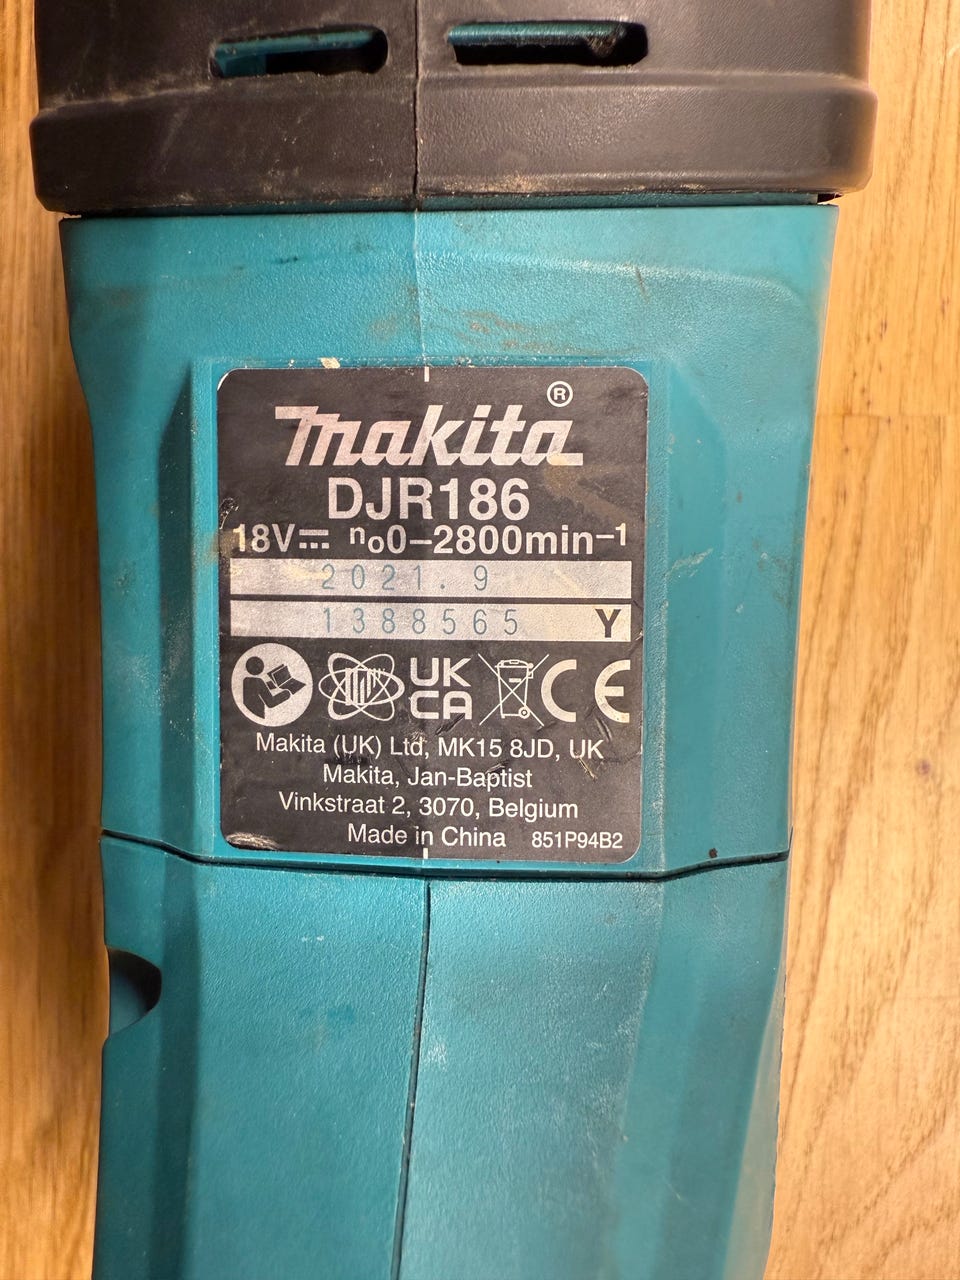 Makita®
DJR186
18V⎓ n₀0–2800min⁻¹
2021.9
1388565 Y
UK
CA
CE
Makita (UK) Ltd, MK15 8JD, UK
Makita, Jan-Baptist
Vinkstraat 2, 3070, Belgium
Made in China 851P94B2